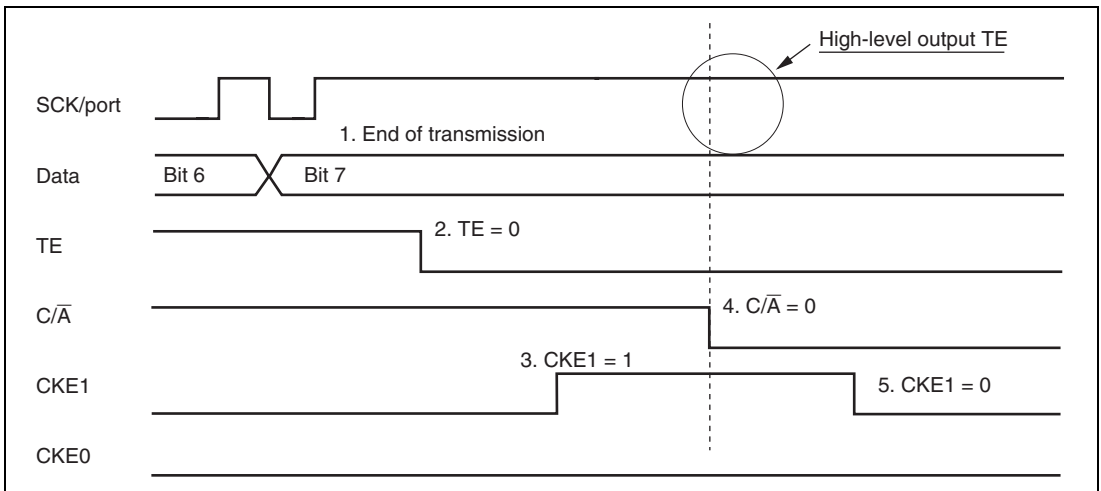 High-level output TE
SCK/port
1. End of transmission
Data
Bit 6
Bit 7
TE
2. TE = 0
C/A̅
4. C/A̅ = 0
3. CKE1 = 1
CKE1
5. CKE1 = 0
CKE0